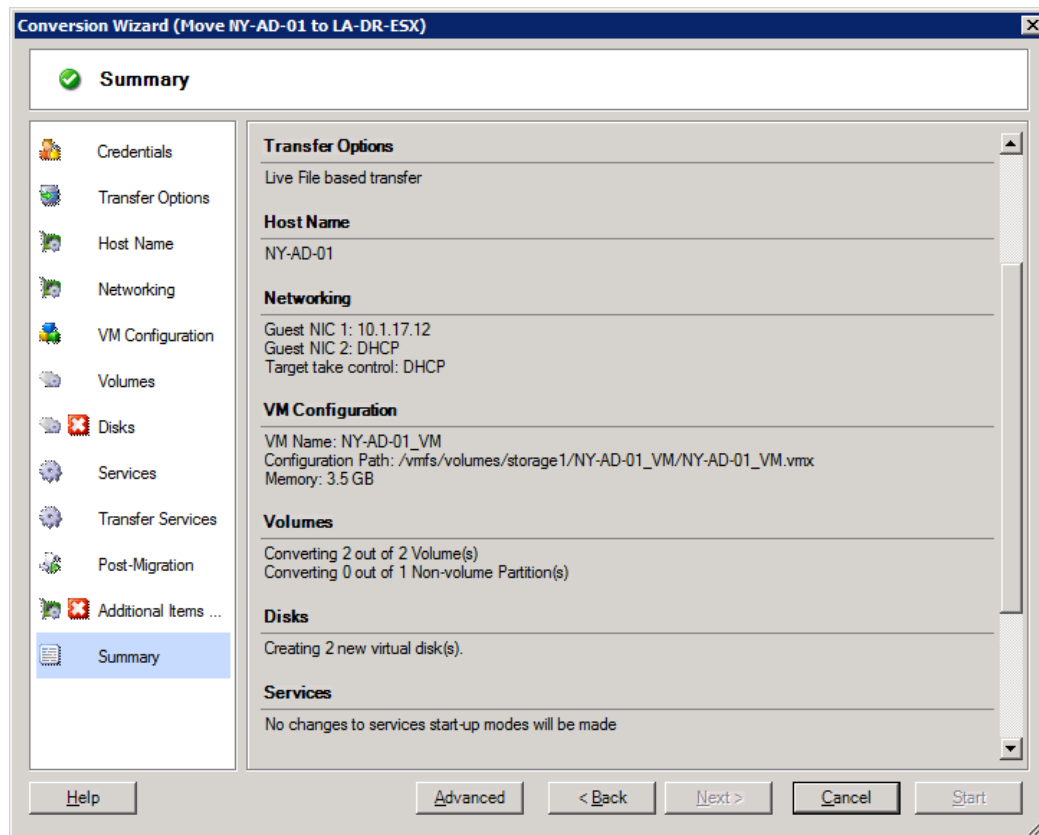 Conversion Wizard (Move NY-AD-01 to LA-DR-ESX)
Summary
Credentials
Transfer Options
Host Name
Networking
VM Configuration
Volumes
Disks
Services
Transfer Services
Post-Migration
Additional Items ...
Summary
Transfer Options
Live File based transfer
Host Name
NY-AD-01
Networking
Guest NIC 1: 10.1.17.12
Guest NIC 2: DHCP
Target take control: DHCP
VM Configuration
VM Name: NY-AD-01_VM
Configuration Path: /vmfs/volumes/storage1/NY-AD-01_VM/NY-AD-01_VM.vmx
Memory: 3.5 GB
Volumes
Converting 2 out of 2 Volume(s)
Converting 0 out of 1 Non-volume Partition(s)
Disks
Creating 2 new virtual disk(s).
Services
No changes to services start-up modes will be made
Help
Advanced
< Back
Next >
Cancel
Start